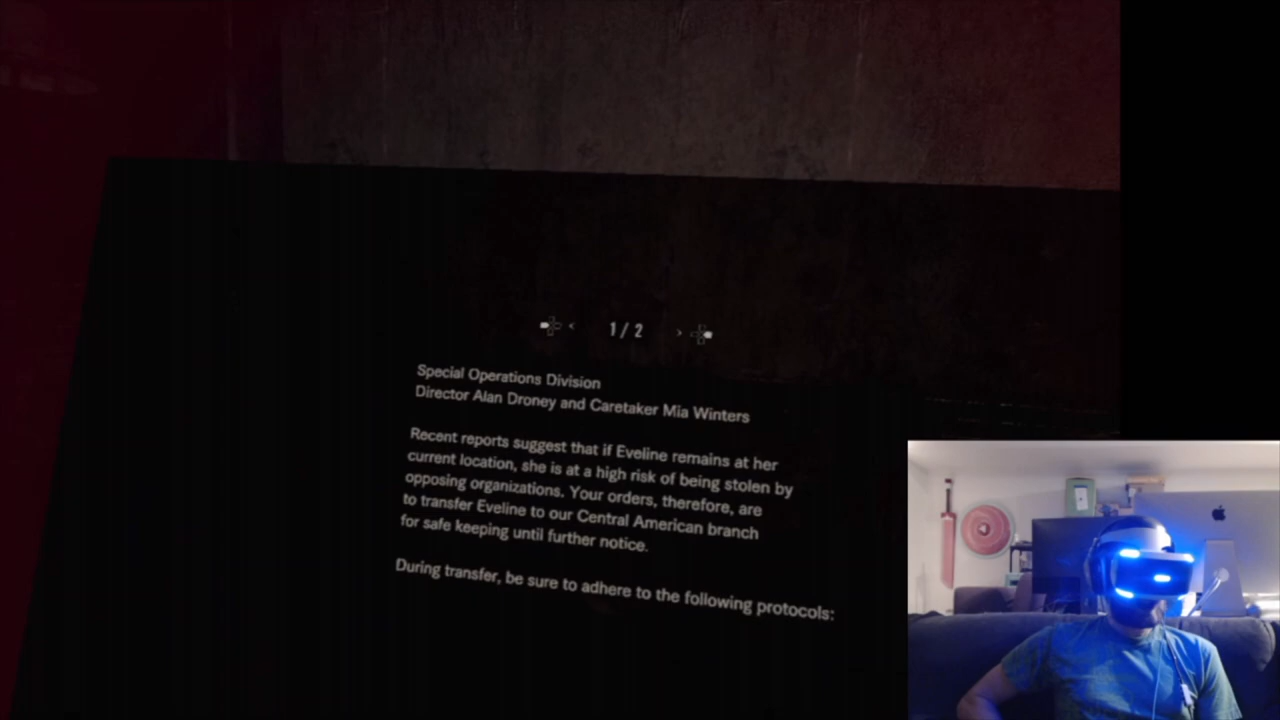 1 / 2
Special Operations Division
Director Alan Droney and Caretaker Mia Winters
Recent reports suggest that if Eveline remains at her
current location, she is at a high risk of being stolen by
opposing organizations. Your orders, therefore, are
to transfer Eveline to our Central American branch
for safe keeping until further notice.
During transfer, be sure to adhere to the following protocols: